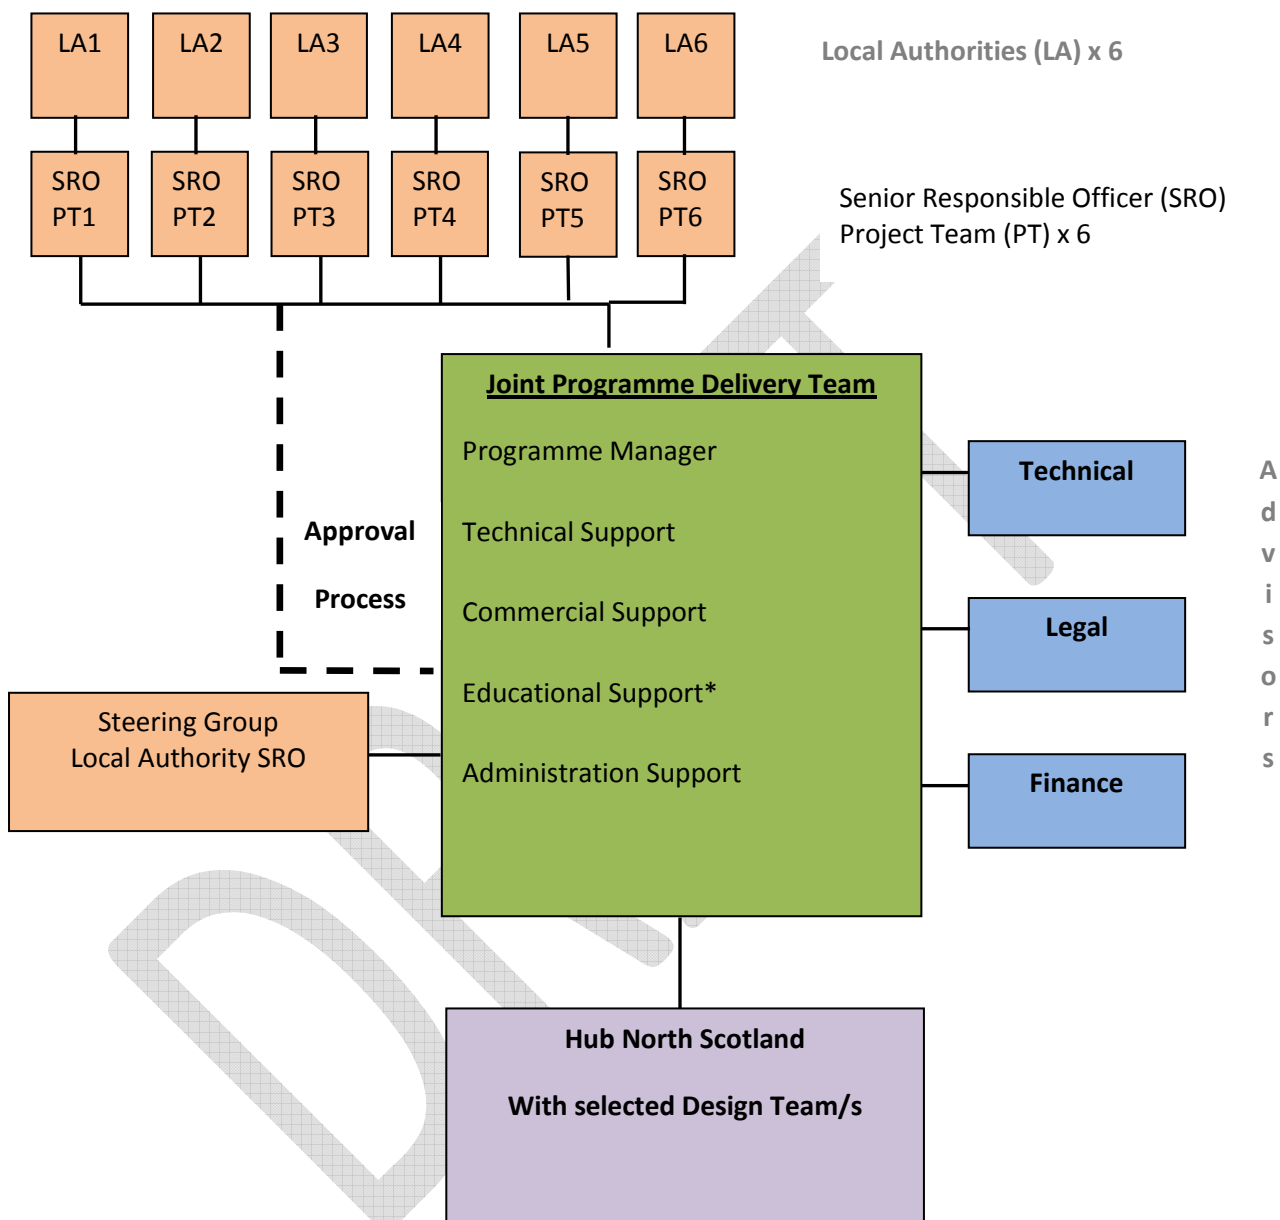 LA1
LA2
LA3
LA4
LA5
LA6
Local Authorities (LA) x 6
SRO
PT1
SRO
PT2
SRO
PT3
SRO
PT4
SRO
PT5
SRO
PT6
Senior Responsible Officer (SRO)
Project Team (PT) x 6
Joint Programme Delivery Team
Programme Manager
Technical Support
Commercial Support
Educational Support*
Administration Support
Approval
Process
Steering Group
Local Authority SRO
Technical
Legal
Finance
Advisors
Hub North Scotland
With selected Design Team/s
DRAFT